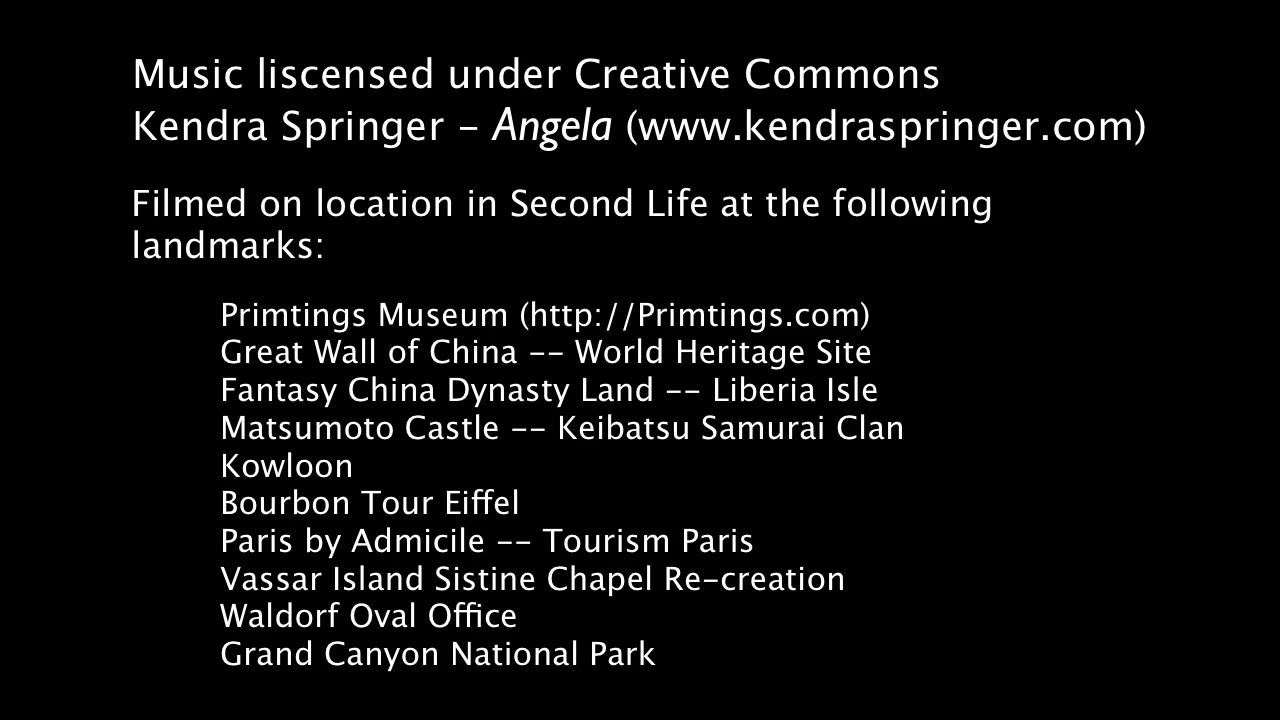 Music liscensed under Creative Commons
Kendra Springer - Angela (www.kendraspringer.com)
Filmed on location in Second Life at the following
landmarks:
Primtings Museum (http://Primtings.com)
Great Wall of China -- World Heritage Site
Fantasy China Dynasty Land -- Liberia Isle
Matsumoto Castle -- Keibatsu Samurai Clan
Kowloon
Bourbon Tour Eiffel
Paris by Admicile -- Tourism Paris
Vassar Island Sistine Chapel Re-creation
Waldorf Oval Office
Grand Canyon National Park